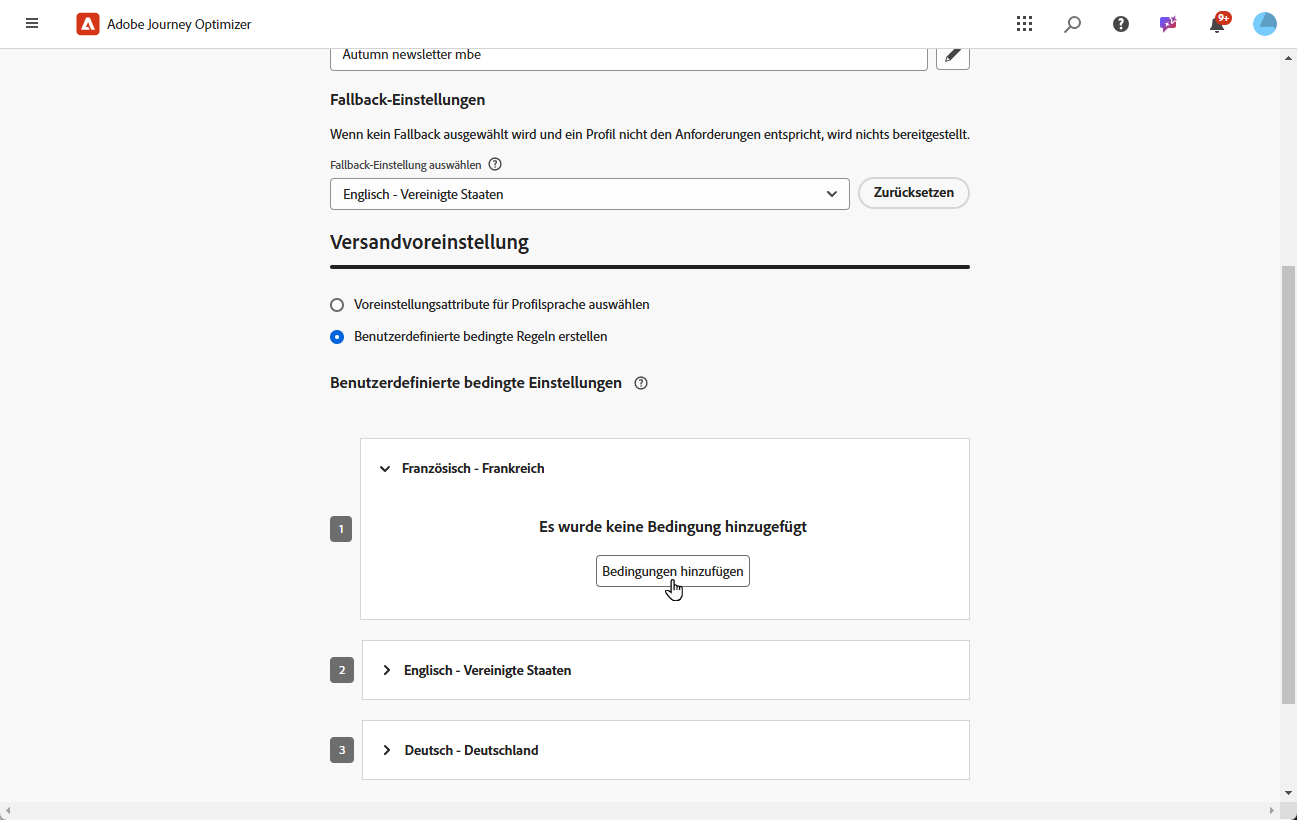 Adobe Journey Optimizer
9+
Autumn newsletter mbe
Fallback-Einstellungen
Wenn kein Fallback ausgewählt wird und ein Profil nicht den Anforderungen entspricht, wird nichts bereitgestellt.
Fallback-Einstellung auswählen
Englisch - Vereinigte Staaten
Zurücksetzen
Versandvoreinstellung
Voreinstellungsattribute für Profilsprache auswählen
Benutzerdefinierte bedingte Regeln erstellen
Benutzerdefinierte bedingte Einstellungen
Französisch - Frankreich
1
Es wurde keine Bedingung hinzugefügt
Bedingungen hinzufügen
2
Englisch - Vereinigte Staaten
3
Deutsch - Deutschland